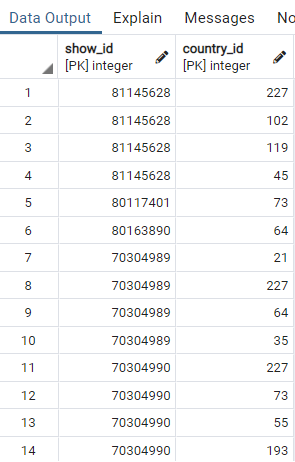 Data Output Explain Messages No
show_id country_id
[PK] integer [PK] integer
1 81145628 227
2 81145628 102
3 81145628 119
4 81145628 45
5 80117401 73
6 80163890 64
7 70304989 21
8 70304989 227
9 70304989 64
10 70304989 35
11 70304990 227
12 70304990 73
13 70304990 55
14 70304990 193